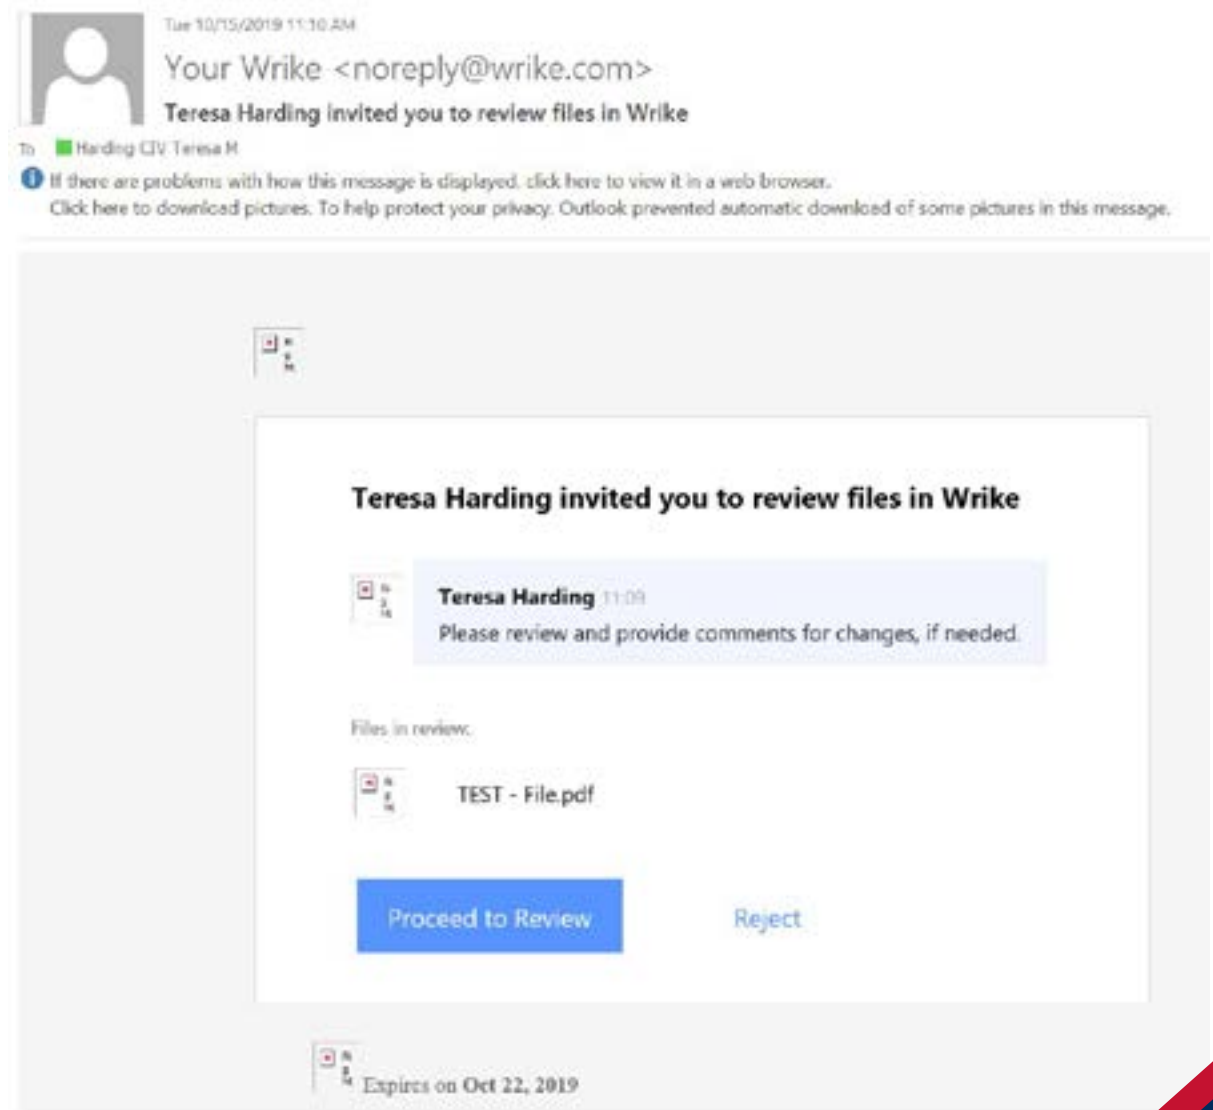 Tue 10/15/2019 11:10 AM
Your Wrike <noreply@wrike.com>
Teresa Harding invited you to review files in Wrike
To Harding CIV Teresa M
If there are problems with how this message is displayed, click here to view it in a web browser.
Click here to download pictures. To help protect your privacy, Outlook prevented automatic download of some pictures in this message.
Teresa Harding invited you to review files in Wrike
Teresa Harding 11:09
Please review and provide comments for changes, if needed.
Files in review:
TEST - File.pdf
Proceed to Review
Reject
Expires on Oct 22, 2019